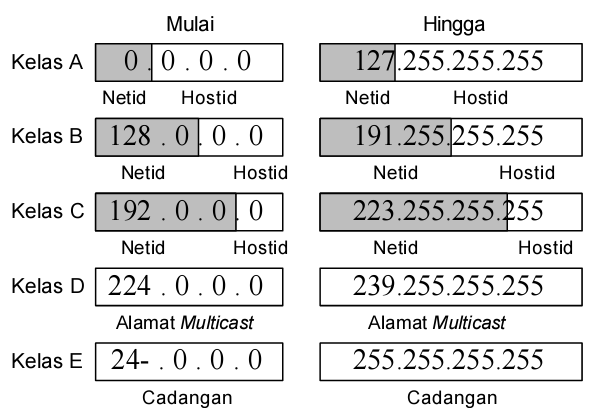 Mulai Hingga
Kelas A 0 . 0 . 0 . 0 127.255.255.255
Netid Hostid Netid Hostid
Kelas B 128 . 0 . 0 . 0 191.255.255.255
Netid Hostid Netid Hostid
Kelas C 192 . 0 . 0 . 0 223.255.255.255
Netid Hostid Netid Hostid
Kelas D 224 . 0 . 0 . 0 239.255.255.255
Alamat Multicast Alamat Multicast
Kelas E 24- . 0 . 0 . 0 255.255.255.255
Cadangan Cadangan